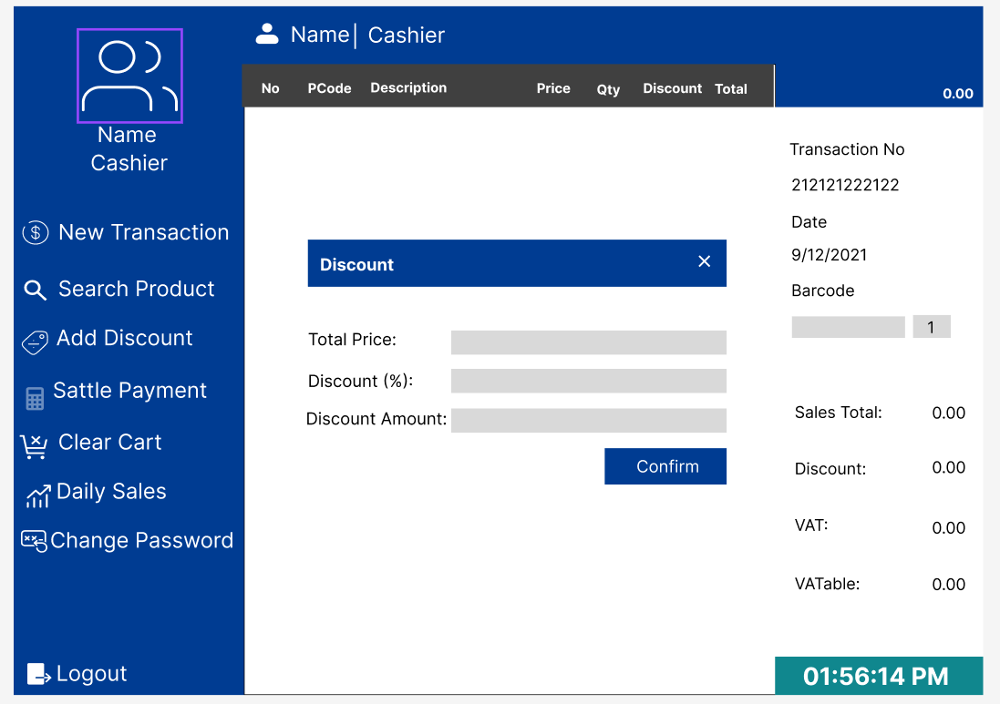 Name
Cashier
New Transaction
Search Product
Add Discount
Sattle Payment
Clear Cart
Daily Sales
Change Password
Logout
Name| Cashier
No PCode Description Price Qty Discount Total
0.00
Discount ×
Total Price:
Discount (%):
Discount Amount:
Confirm
Transaction No
212121222122
Date
9/12/2021
Barcode
1
Sales Total: 0.00
Discount: 0.00
VAT: 0.00
VATable: 0.00
01:56:14 PM